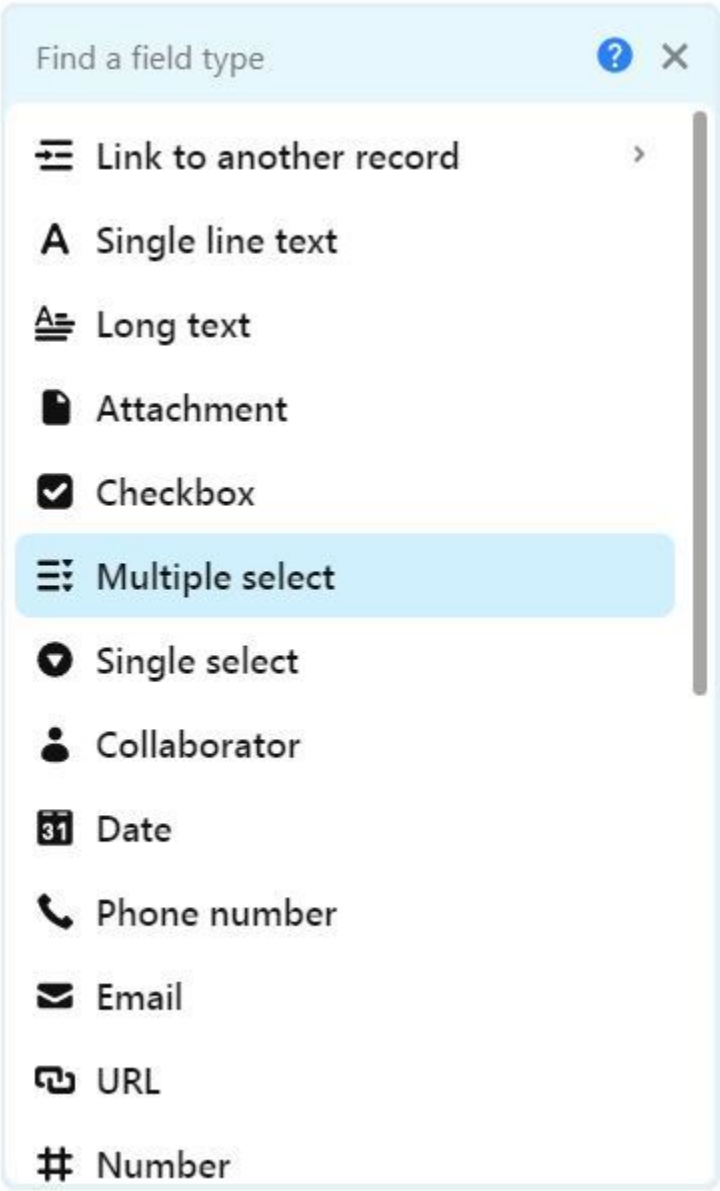 Find a field type
Link to another record
Single line text
Long text
Attachment
Checkbox
Multiple select
Single select
Collaborator
31 Date
Phone number
Email
URL
Number